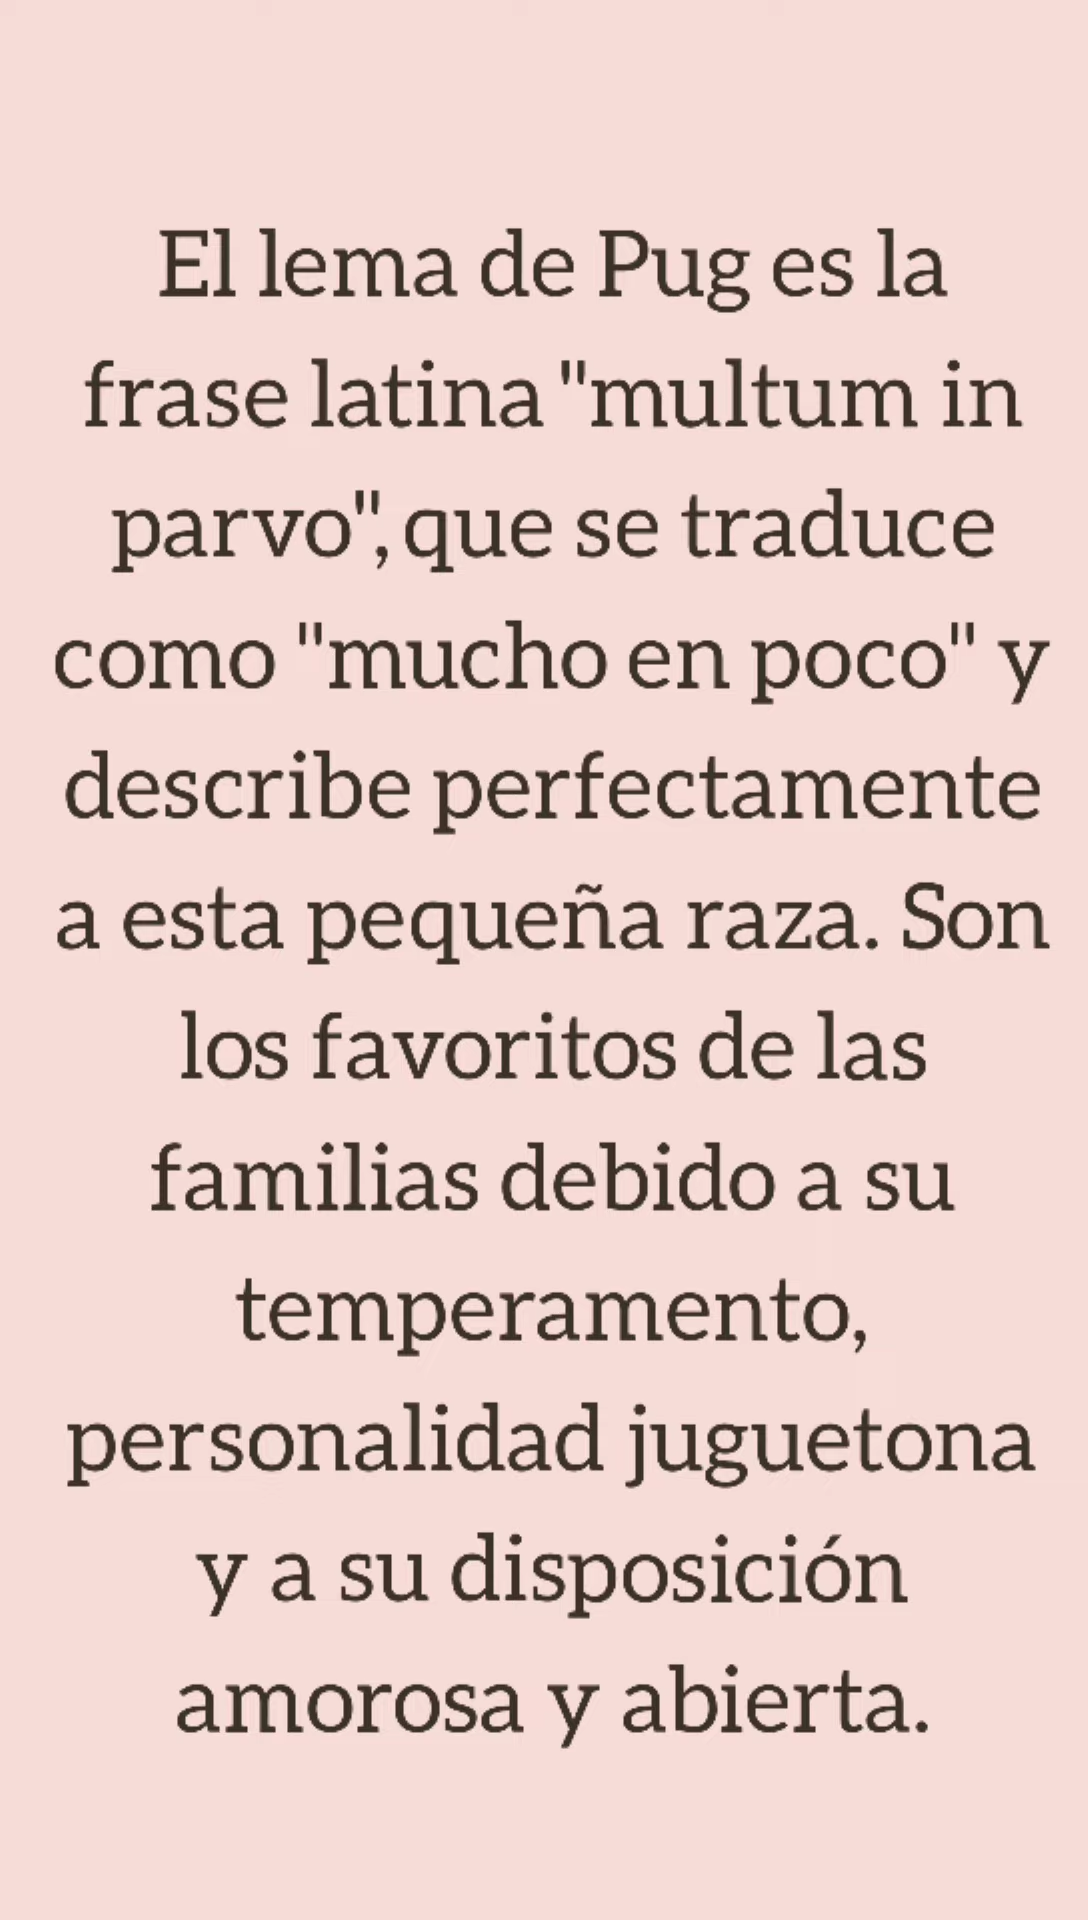 El lema de Pug es la
frase latina "multum in
parvo", que se traduce
como "mucho en poco" y
describe perfectamente
a esta pequeña raza. Son
los favoritos de las
familias debido a su
temperamento,
personalidad juguetona
y a su disposición
amorosa y abierta.